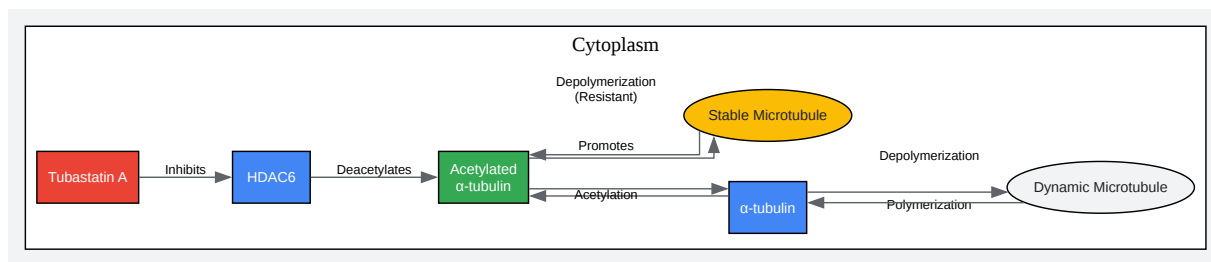 Cytoplasm
Depolymerization
(Resistant)
Stable Microtubule
Promotes
Depolymerization
Tubastatin A
Inhibits
HDAC6
Deacetylates
Acetylated
α-tubulin
Acetylation
α-tubulin
Polymerization
Dynamic Microtubule